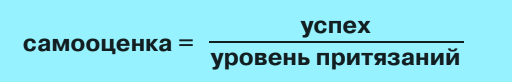 успех
самооценка =
уровень притязаний